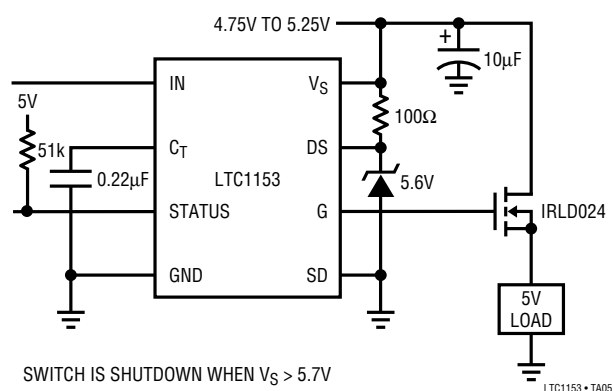 4.75V TO 5.25V
+
10µF
IN
VS
5V
100Ω
51k
CT
DS
0.22µF
LTC1153
5.6V
STATUS
G
IRLD024
GND
SD
5V
LOAD
SWITCH IS SHUTDOWN WHEN VS > 5.7V
LTC1153 • TA05